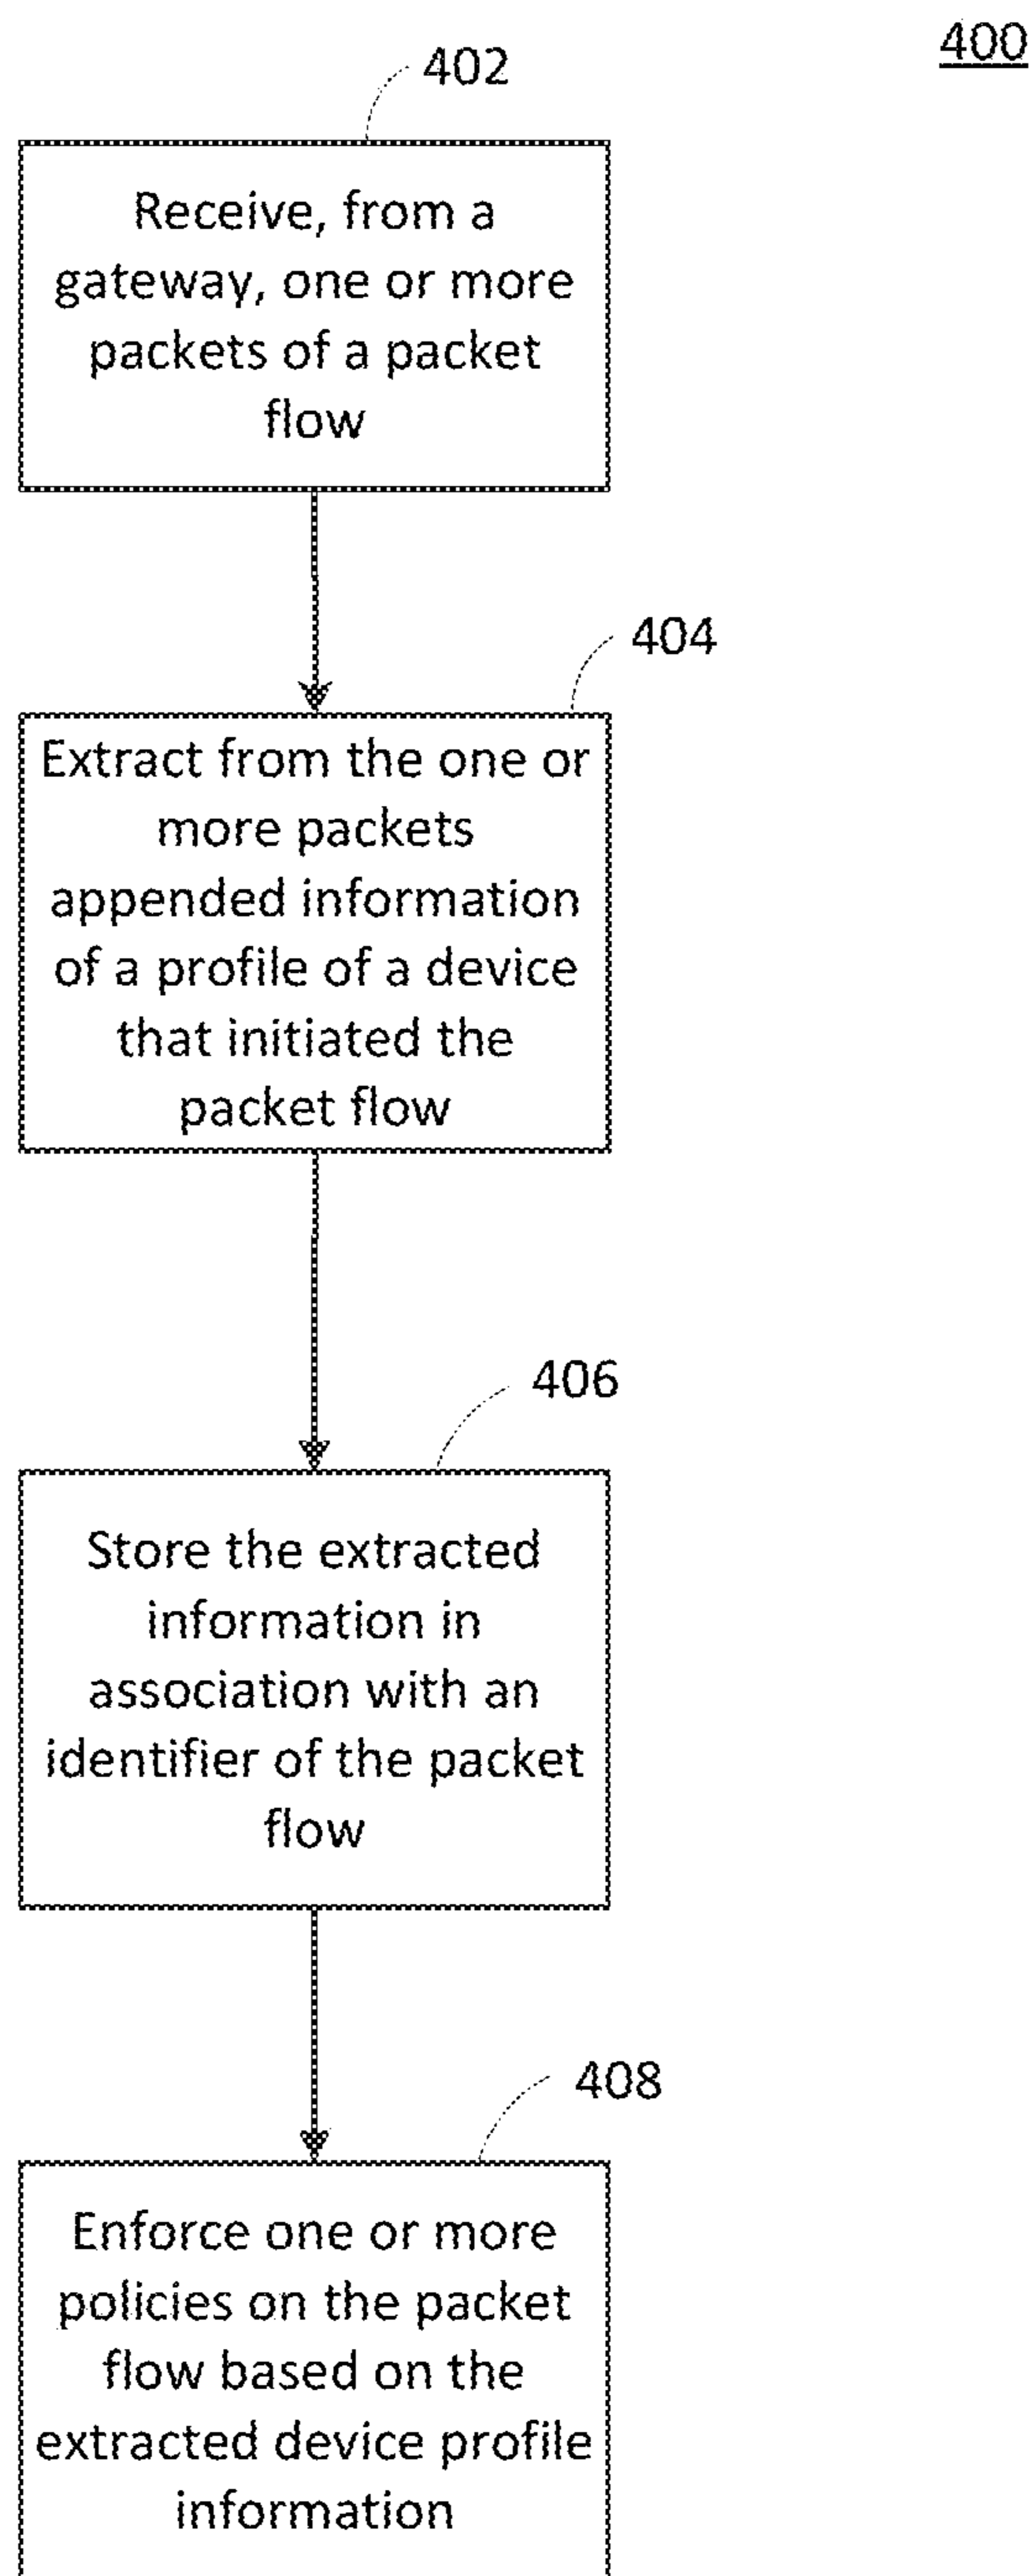 400
402
Receive, from a
gateway, one or more
packets of a packet
flow
404
Extract from the one or
more packets
appended information
of a profile of a device
that initiated the
packet flow
406
Store the extracted
information in
association with an
identifier of the packet
flow
408
Enforce one or more
policies on the packet
flow based on the
extracted device profile
information